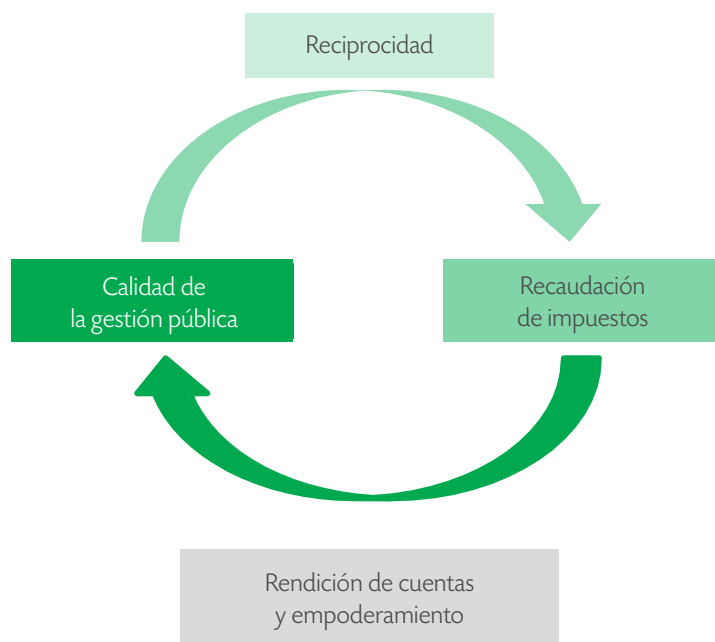 Reciprocidad
Calidad de
la gestión pública
Recaudación
de impuestos
Rendición de cuentas
y empoderamiento